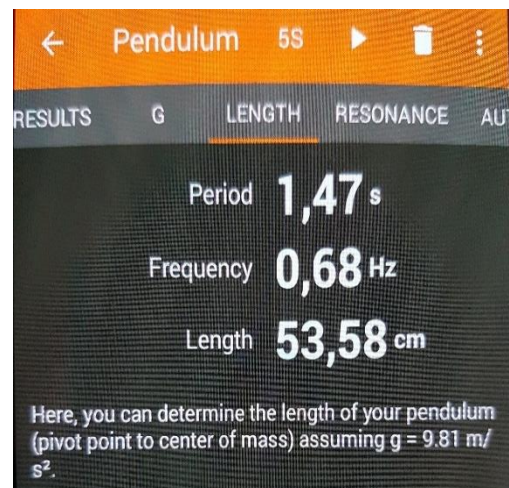 Pendulum 5S
RESULTS G LENGTH RESONANCE AU
Period 1,47 s
Frequency 0,68 Hz
Length 53,58 cm
Here, you can determine the length of your pendulum
(pivot point to center of mass) assuming g = 9.81 m/
s².